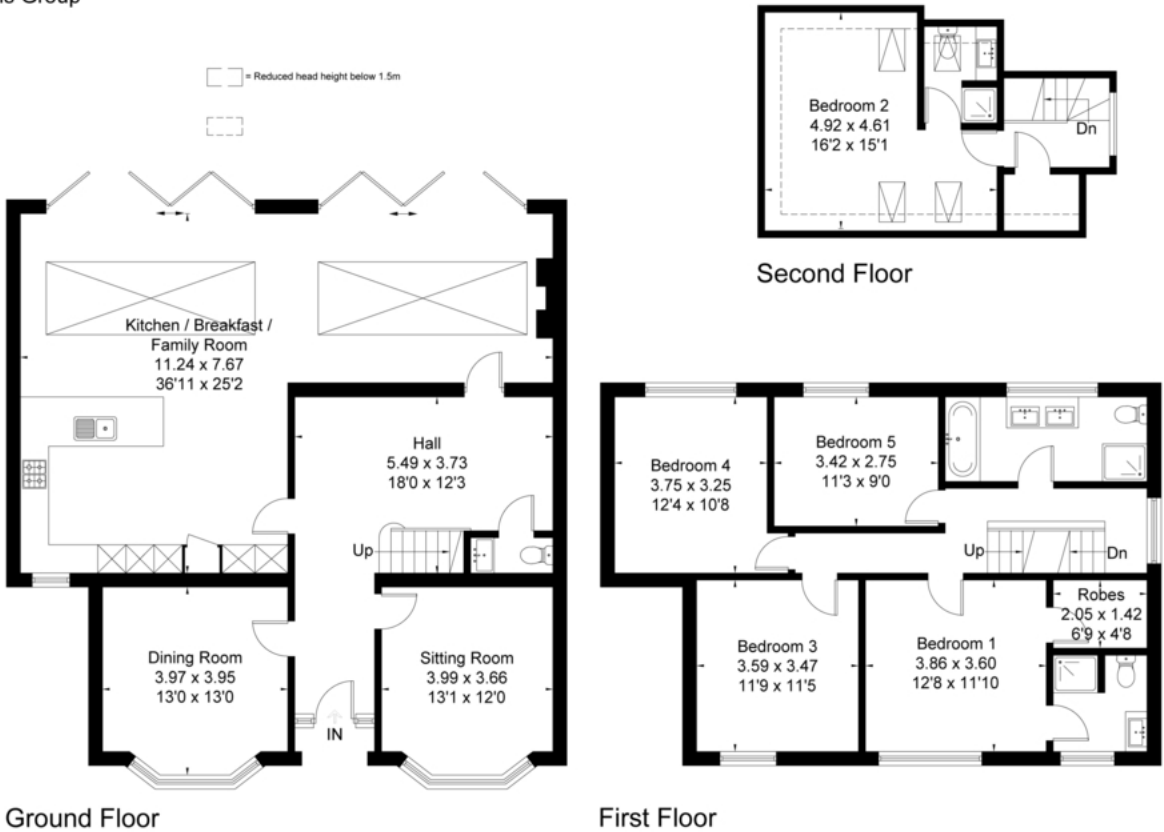 Group
= Reduced head height below 1.5m
Bedroom 2
4.92 x 4.61
16'2 x 15'1
Dn
Second Floor
Kitchen / Breakfast /
Family Room
11.24 x 7.67
36'11 x 25'2
Hall
5.49 x 3.73
18'0 x 12'3
Up
Dining Room
3.97 x 3.95
13'0 x 13'0
Sitting Room
3.99 x 3.66
13'1 x 12'0
IN
Ground Floor
Bedroom 4
3.75 x 3.25
12'4 x 10'8
Bedroom 5
3.42 x 2.75
11'3 x 9'0
Up
Dn
Robes
2.05 x 1.42
6'9 x 4'8
Bedroom 3
3.59 x 3.47
11'9 x 11'5
Bedroom 1
3.86 x 3.60
12'8 x 11'10
First Floor